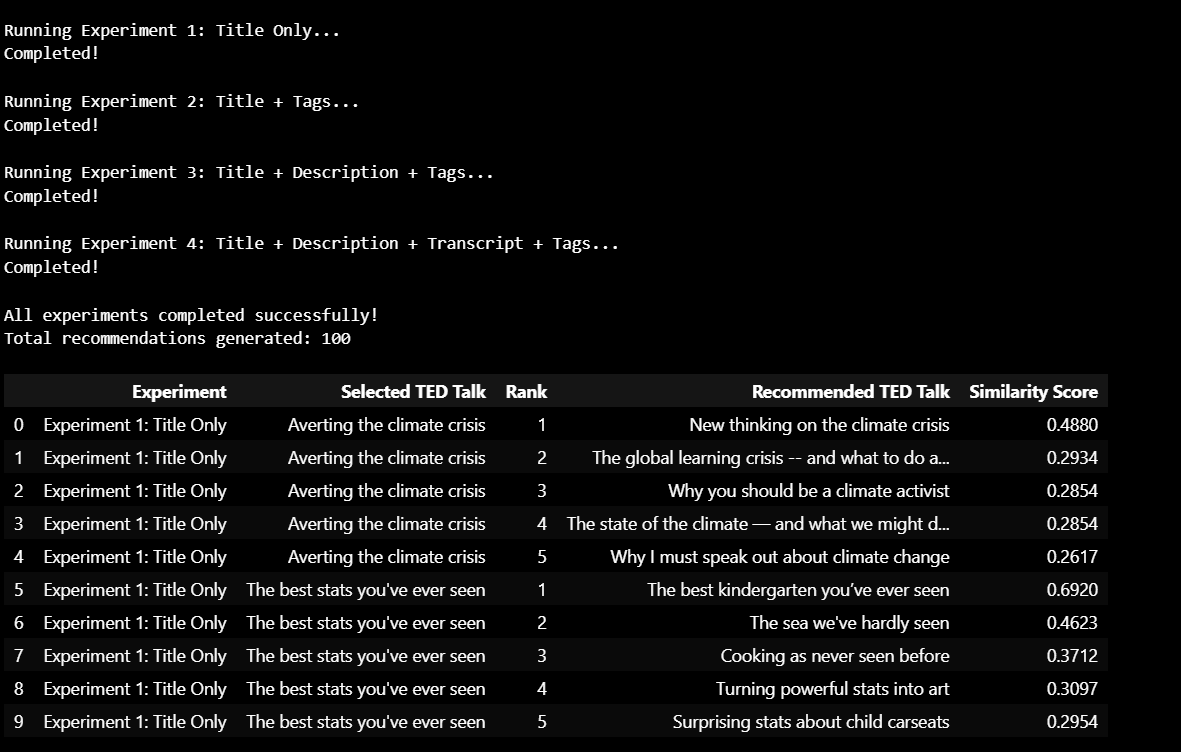 Running Experiment 1: Title Only...
Completed!
Running Experiment 2: Title + Tags...
Completed!
Running Experiment 3: Title + Description + Tags...
Completed!
Running Experiment 4: Title + Description + Transcript + Tags...
Completed!
All experiments completed successfully!
Total recommendations generated: 100
Experiment Selected TED Talk Rank Recommended TED Talk Similarity Score
0 Experiment 1: Title Only Averting the climate crisis 1 New thinking on the climate crisis 0.4880
1 Experiment 1: Title Only Averting the climate crisis 2 The global learning crisis -- and what to do a... 0.2934
2 Experiment 1: Title Only Averting the climate crisis 3 Why you should be a climate activist 0.2854
3 Experiment 1: Title Only Averting the climate crisis 4 The state of the climate — and what we might d... 0.2854
4 Experiment 1: Title Only Averting the climate crisis 5 Why I must speak out about climate change 0.2617
5 Experiment 1: Title Only The best stats you've ever seen 1 The best kindergarten you’ve ever seen 0.6920
6 Experiment 1: Title Only The best stats you've ever seen 2 The sea we've hardly seen 0.4623
7 Experiment 1: Title Only The best stats you've ever seen 3 Cooking as never seen before 0.3712
8 Experiment 1: Title Only The best stats you've ever seen 4 Turning powerful stats into art 0.3097
9 Experiment 1: Title Only The best stats you've ever seen 5 Surprising stats about child carseats 0.2954